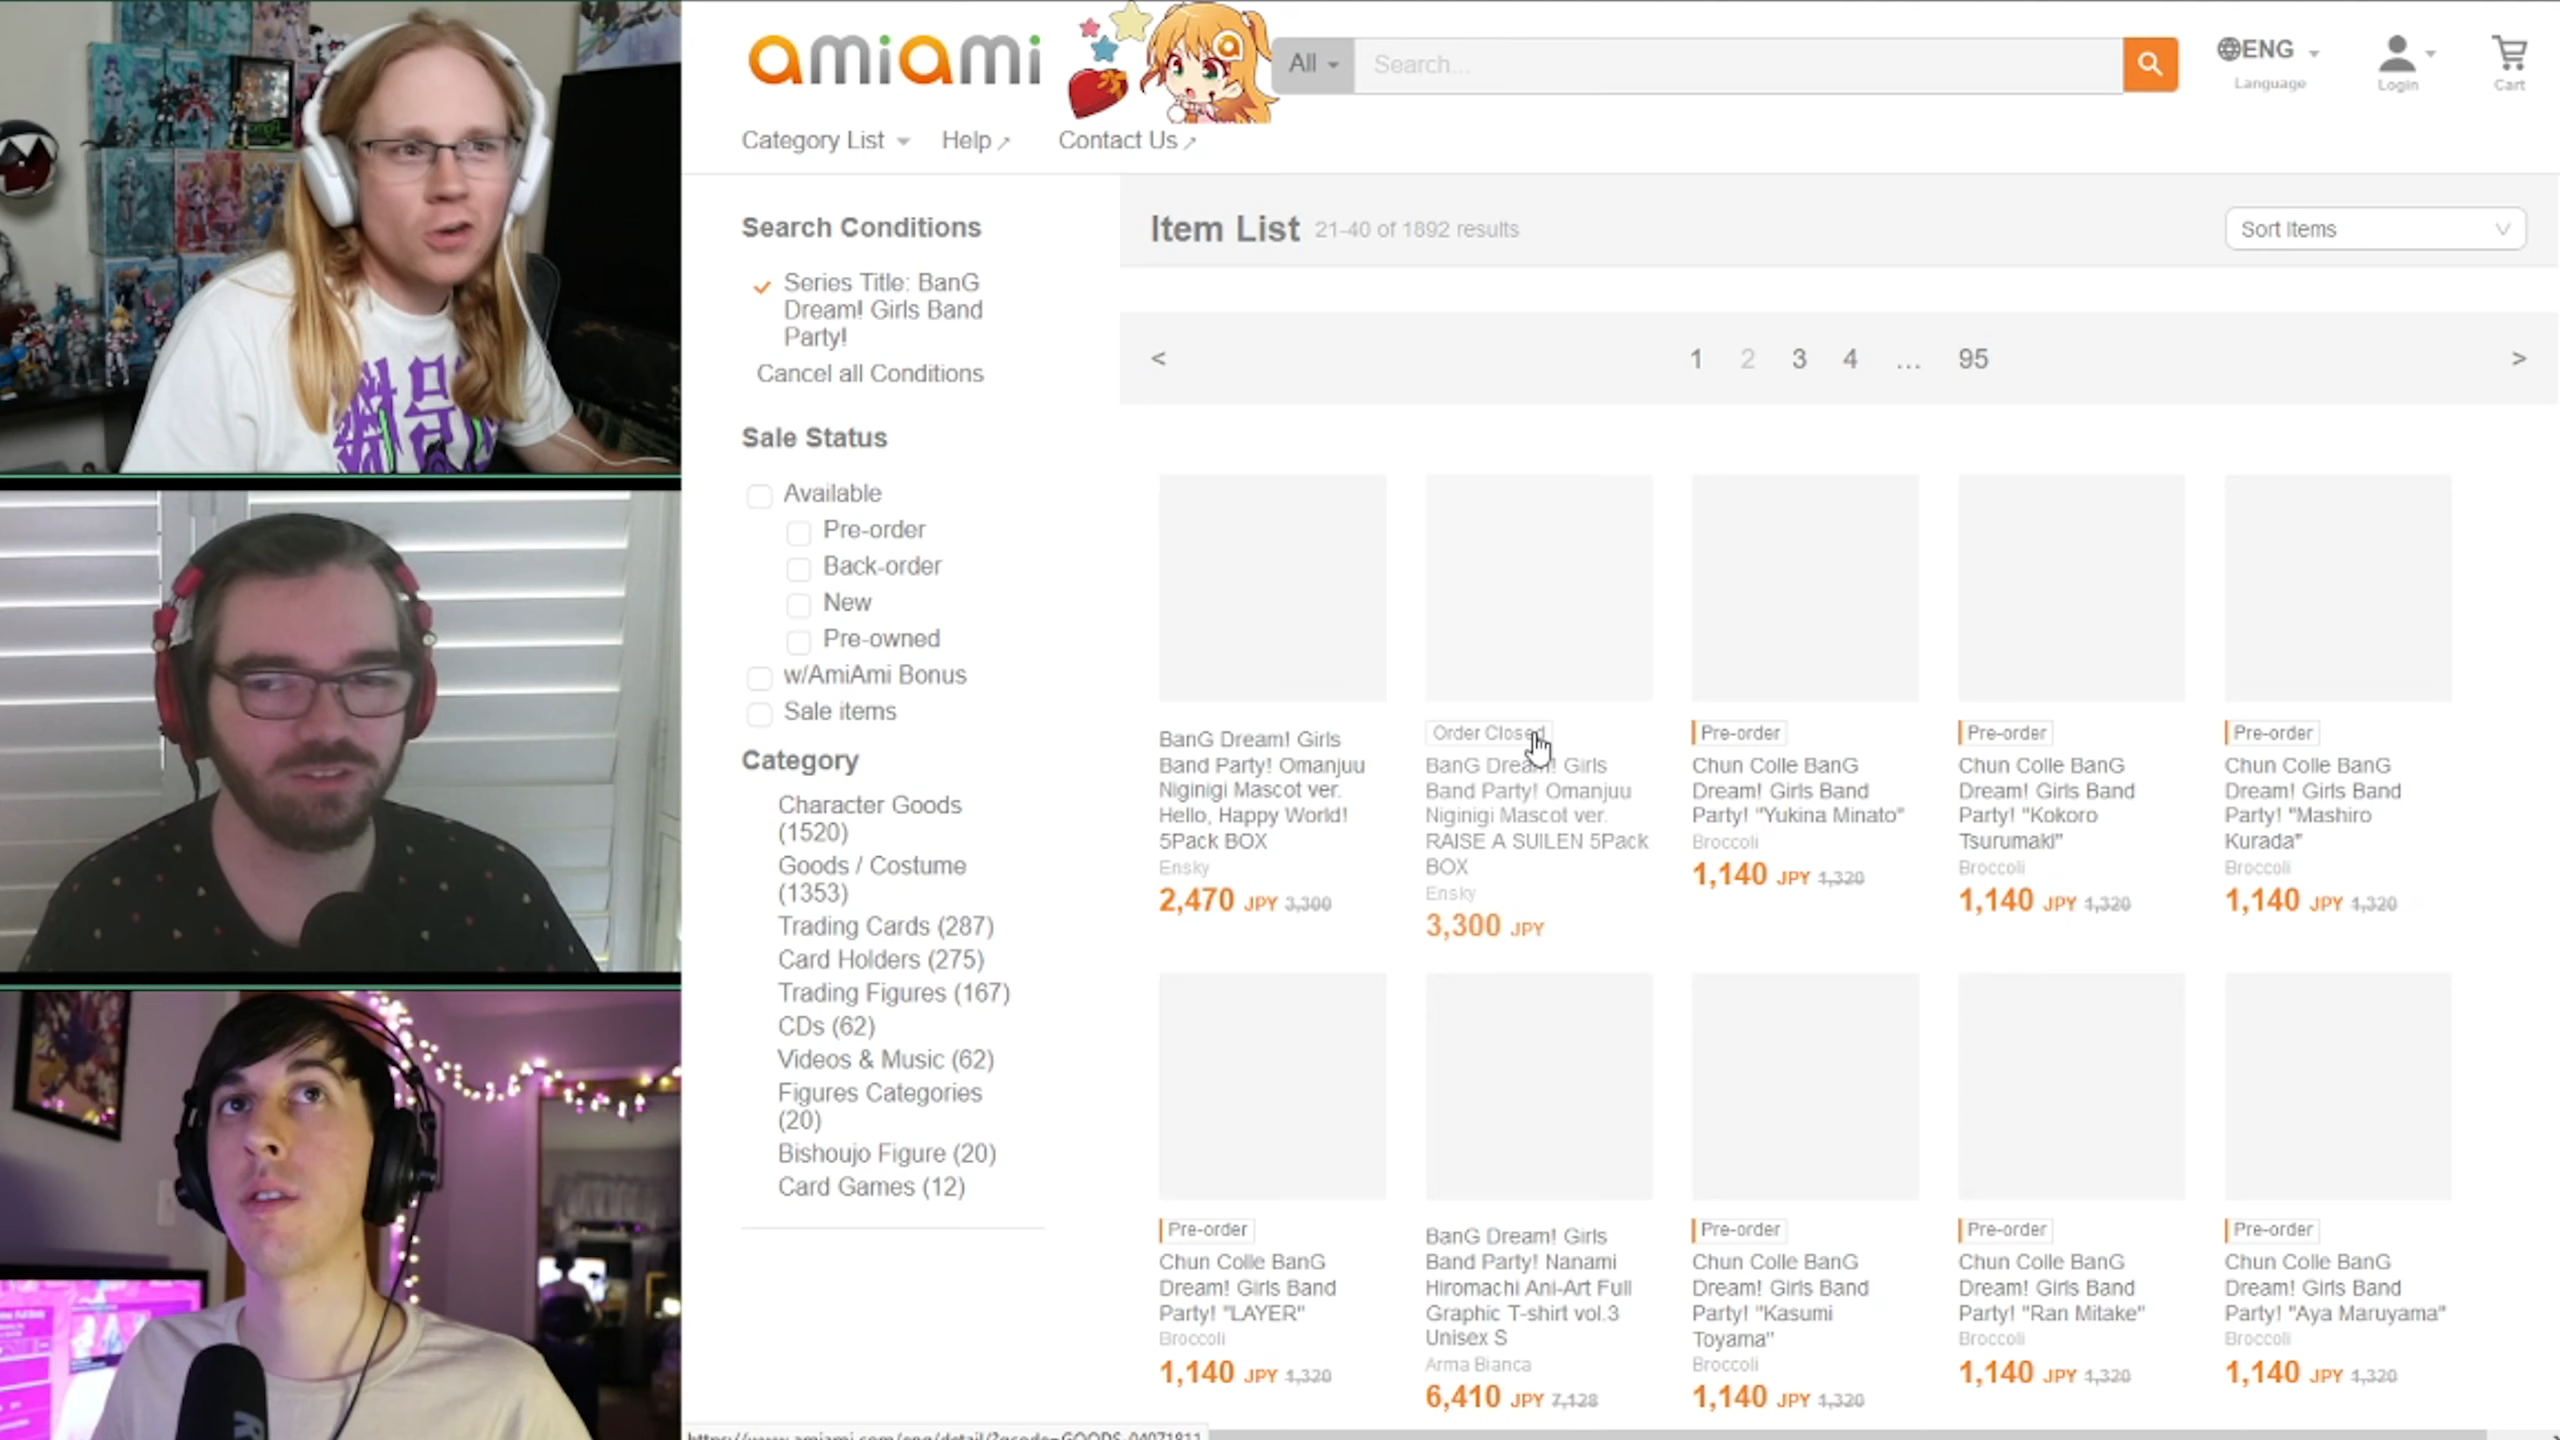 amiami
All
Search...
ENG
Language
Login
Cart
Category List
Help
Contact Us
Search Conditions
Series Title: BanG
Dream! Girls Band
Party!
Cancel all Conditions
Sale Status
Available
Pre-order
Back-order
New
Pre-owned
w/AmiAmi Bonus
Sale items
Category
Character Goods
(1520)
Goods / Costume
(1353)
Trading Cards (287)
Card Holders (275)
Trading Figures (167)
CDs (62)
Videos & Music (62)
Figures Categories
(20)
Bishoujo Figure (20)
Card Games (12)
Item List 21-40 of 1892 results
Sort Items
< 1 2 3 4 ... 95 >
BanG Dream! Girls
Band Party! Omanjuu
Niginigi Mascot ver.
Hello, Happy World!
5Pack BOX
Ensky
2,470 JPY 3,300
Order Closed
BanG Dream! Girls
Band Party! Omanjuu
Niginigi Mascot ver.
RAISE A SUILEN 5Pack
BOX
Ensky
3,300 JPY
Pre-order
Chun Colle BanG
Dream! Girls Band
Party! "Yukina Minato"
Broccoli
1,140 JPY 1,320
Pre-order
Chun Colle BanG
Dream! Girls Band
Party! "Kokoro
Tsurumaki"
Broccoli
1,140 JPY 1,320
Pre-order
Chun Colle BanG
Dream! Girls Band
Party! "Mashiro
Kurada"
Broccoli
1,140 JPY 1,320
Pre-order
Chun Colle BanG
Dream! Girls Band
Party! "LAYER"
Broccoli
1,140 JPY 1,320
BanG Dream! Girls
Band Party! Nanami
Hiromachi Ani-Art Full
Graphic T-shirt vol.3
Unisex S
Arma Bianca
6,410 JPY 7,128
Pre-order
Chun Colle BanG
Dream! Girls Band
Party! "Kasumi
Toyama"
Broccoli
1,140 JPY 1,320
Pre-order
Chun Colle BanG
Dream! Girls Band
Party! "Ran Mitake"
Broccoli
1,140 JPY 1,320
Pre-order
Chun Colle BanG
Dream! Girls Band
Party! "Aya Maruyama"
Broccoli
1,140 JPY 1,320